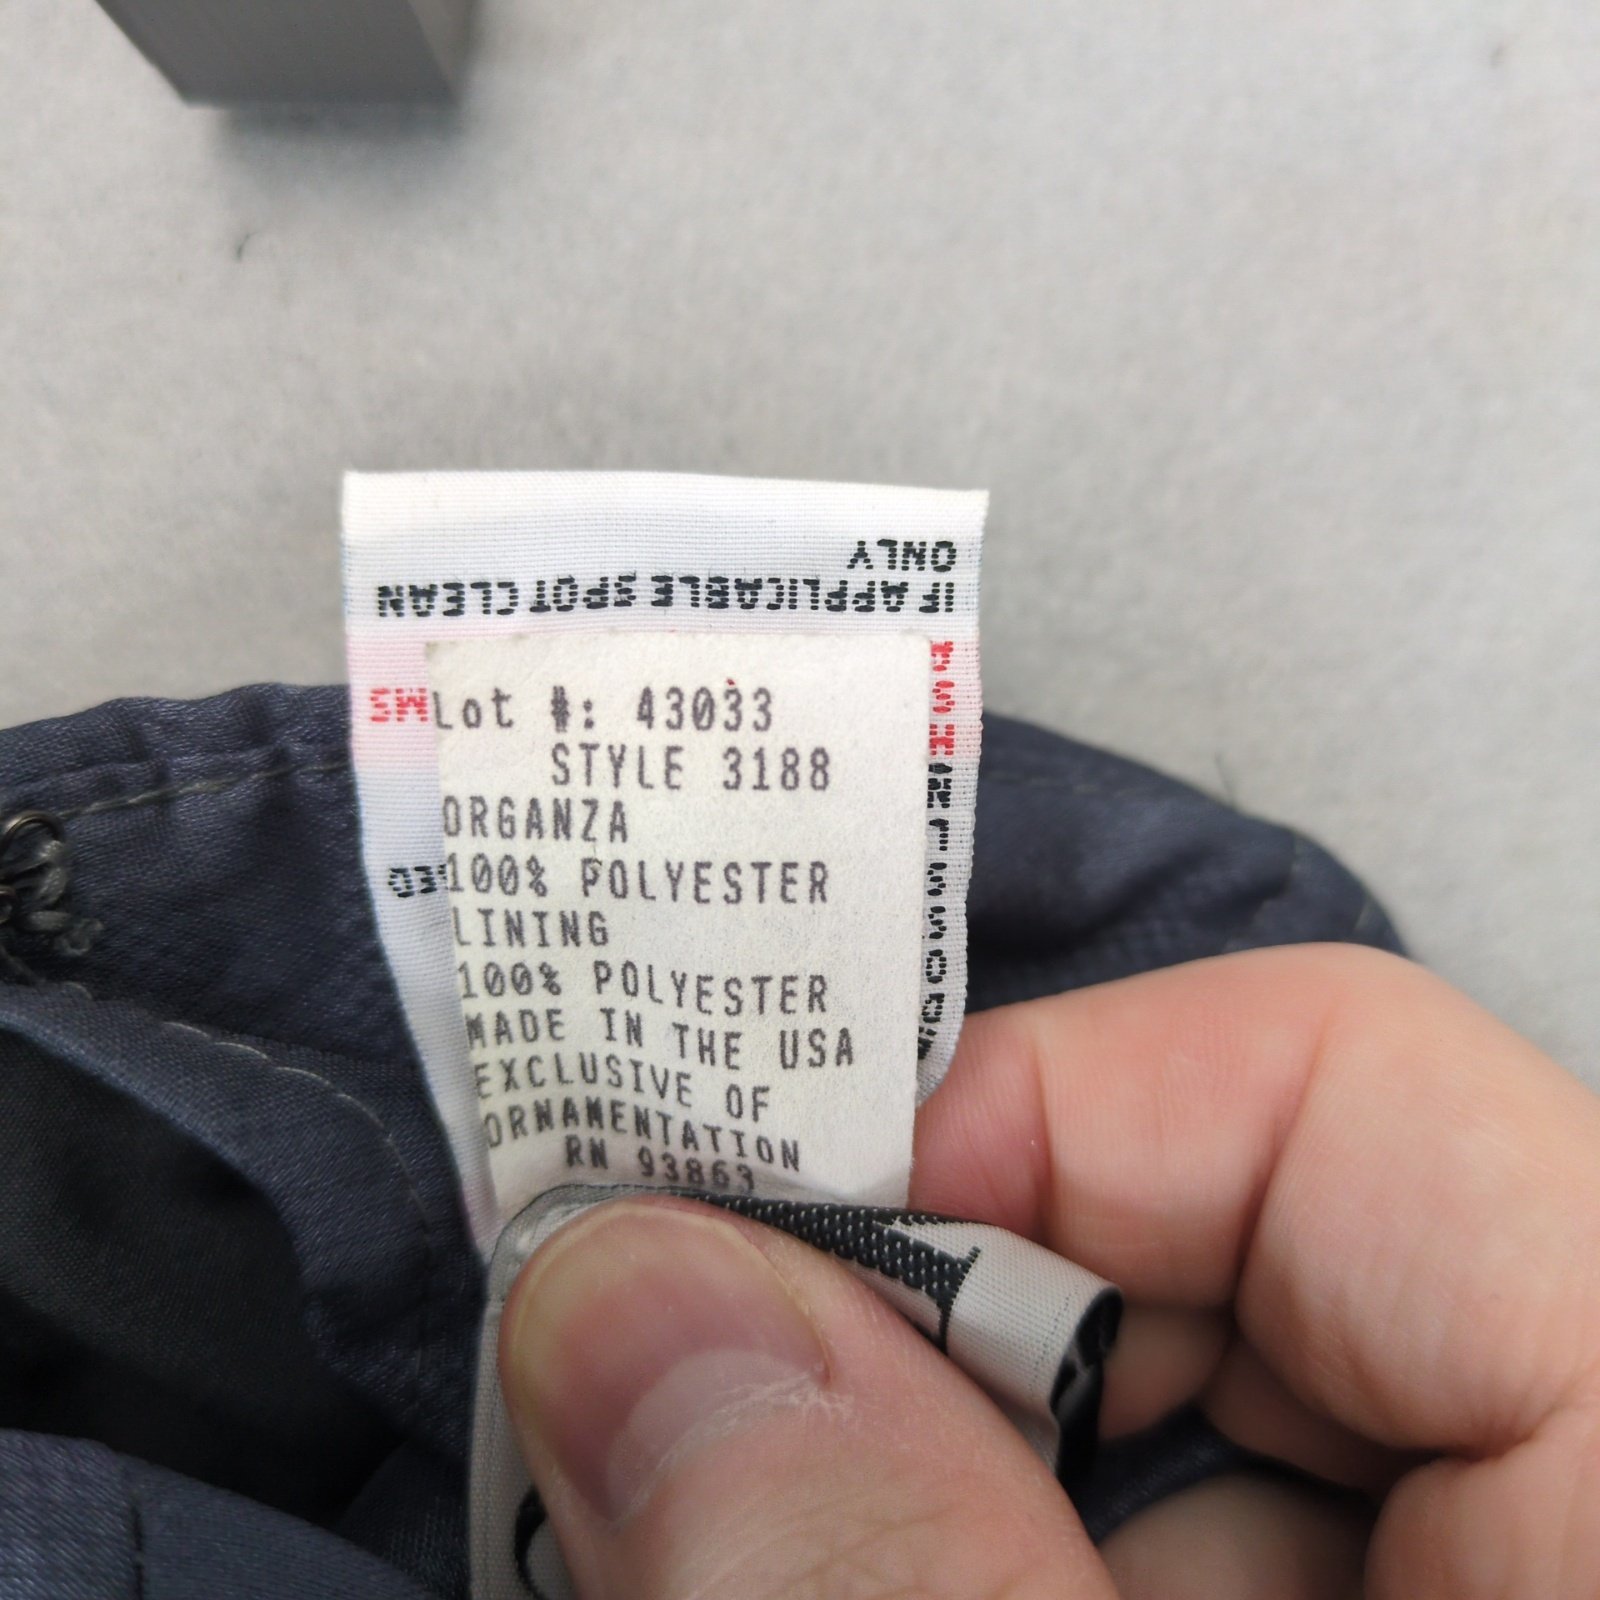 IF APPLICABLE SPOT CLEAN
ONLY
Lot #: 43033
STYLE 3188
ORGANZA
100% POLYESTER
LINING
100% POLYESTER
MADE IN THE USA
EXCLUSIVE OF
ORNAMENTATION
RN 93863